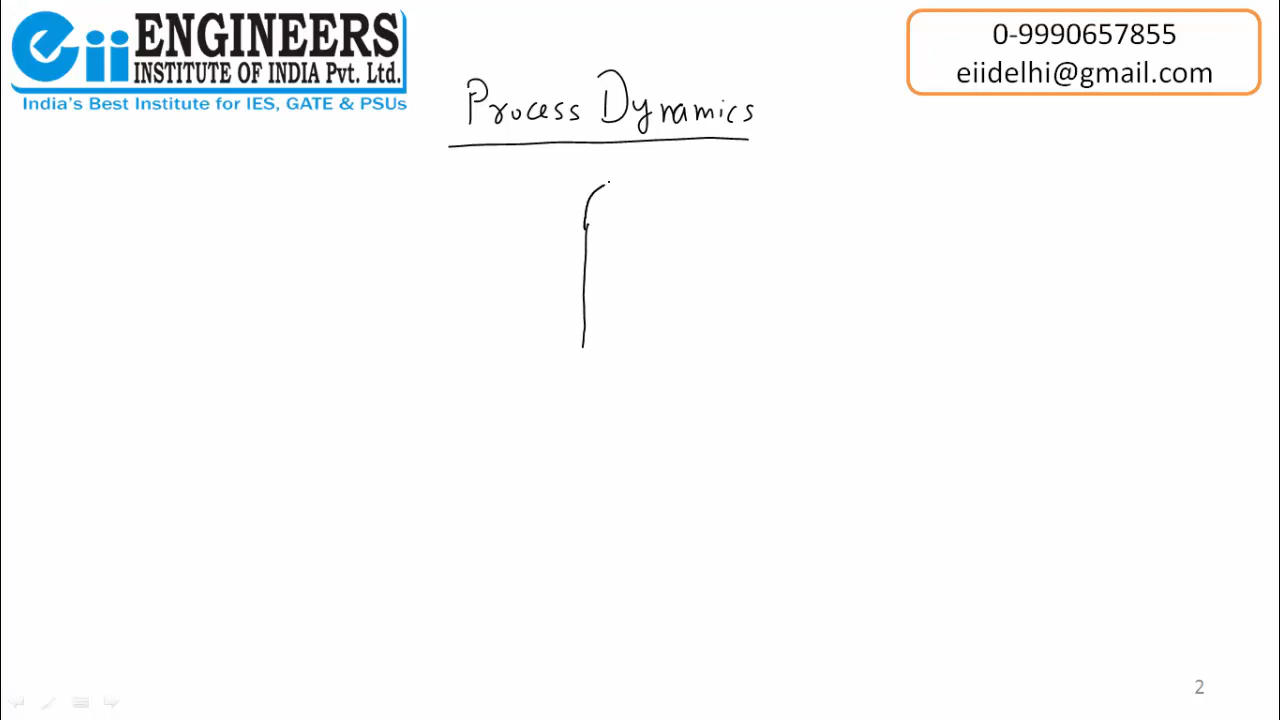 eii ENGINEERS
INSTITUTE OF INDIA Pvt. Ltd.
India's Best Institute for IES, GATE & PSUs
0-9990657855
eiidelhi@gmail.com
Process Dynamics
2